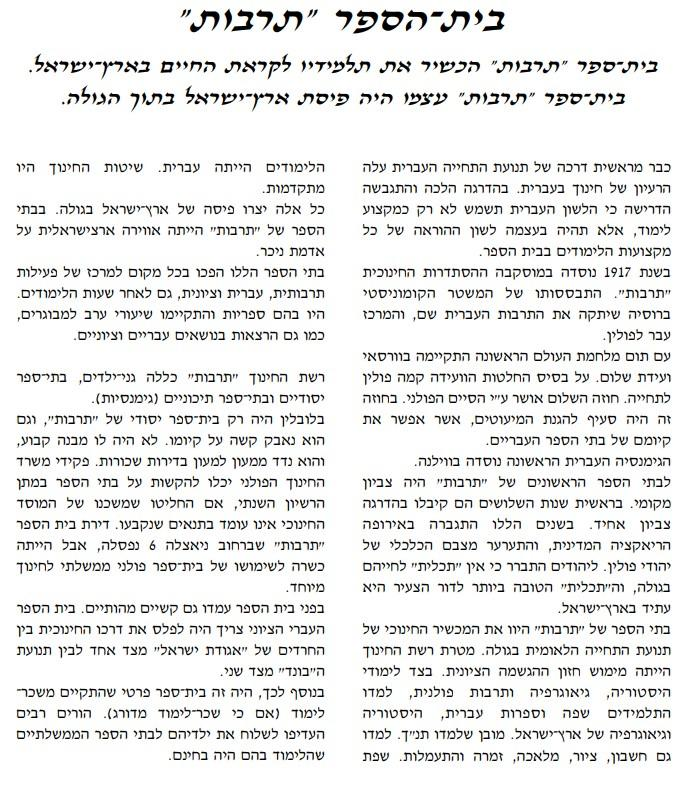 בית־הספר "תרבות"
בית־ספר "תרבות" הכשיר את תלמידיו לקראת החיים בארץ־ישראל.
בית־ספר "תרבות" עצמו היה פיסת ארץ־ישראל בתוך הגולה.
כבר מראשית דרכה של תנועת התחייה העברית עלה
הרעיון של חינוך בעברית. בהדרגה הלכה והתגבשה
הדרישה כי הלשון העברית תשמש לא רק כמקצוע
לימוד, אלא תהיה בעצמה לשון ההוראה של כל
מקצועות הלימודים בבית הספר.
בשנת 1917 נוסדה במוסקבה ההסתדרות החינוכית
"תרבות". התבססותו של המשטר הקומוניסטי
ברוסיה שיתקה את התרבות העברית שם, והמרכז
עבר לפולין.
עם תום מלחמת העולם הראשונה התקיימה בוורסאי
ועידת שלום. על בסיס החלטות הוועידה קמה פולין
לתחייה. חוזה השלום אושר ע"י הסיים הפולני. בחוזה
זה היה סעיף להגנת המיעוטים, אשר אפשר את
קיומם של בתי הספר העבריים.
הגימנסיה העברית הראשונה נוסדה בווילנה.
לבתי הספר הראשונים של "תרבות" היה צביון
מקומי. בראשית שנות השלושים הם קיבלו בהדרגה
צביון אחיד. בשנים הללו התגברה באירופה
הריאקציה המדינית, והתערער מצבם הכלכלי של
יהודי פולין. ליהודים התברר כי אין "תכלית" לחייהם
בגולה, וה"תכלית" הטובה ביותר לדור הצעיר היא
עתיד בארץ־ישראל.
בתי הספר של "תרבות" היוו את המכשיר החינוכי של
תנועת התחייה הלאומית בגולה. מטרת רשת החינוך
הייתה מימוש חזון ההגשמה הציונית. בצד לימודי
היסטוריה, גיאוגרפיה ותרבות פולנית, למדו
התלמידים שפה וספרות עברית, היסטוריה
וגיאוגרפיה של ארץ־ישראל. מובן שלמדו תנ"ך. למדו
גם חשבון, ציור, מלאכה, זמרה והתעמלות. שפת
הלימודים הייתה עברית. שיטות החינוך היו
מתקדמות.
כל אלה יצרו פיסה של ארץ־ישראל בגולה. בבתי
הספר של "תרבות" הייתה אווירה ארצישראלית על
אדמת ניכר.
בתי הספר הללו הפכו בכל מקום למרכז של פעילות
תרבותית, עברית וציונית, גם לאחר שעות הלימודים.
היו בהם ספריות והתקיימו שיעורי ערב למבוגרים,
כמו גם הרצאות בנושאים עבריים וציוניים.
רשת החינוך "תרבות" כללה גני־ילדים, בתי־ספר
יסודיים ובתי־ספר תיכוניים (גימנסיות).
בלובלין היה רק בית־ספר יסודי של "תרבות", וגם
הוא נאבק קשה על קיומו. לא היה לו מבנה קבוע,
והוא נדד ממעון למעון בדירות שכורות. פקידי משרד
החינוך הפולני יכלו להקשות על בתי הספר במתן
הרשיון השנתי, אם החליטו שמשכנו של המוסד
החינוכי אינו עומד בתנאים שנקבעו. דירת בית הספר
"תרבות" שברחוב ניאצלה 6 נפסלה, אבל הייתה
כשרה לשימושו של בית־ספר פולני ממשלתי לחינוך
מיוחד.
בפני בית הספר עמדו גם קשיים מהותיים. בית הספר
העברי הציוני צריך היה לפלס את דרכו החינוכית בין
החרדים של "אגודת ישראל" מצד אחד לבין תנועת
ה"בונד" מצד שני.
בנוסף לכך, היה זה בית־ספר פרטי שהתקיים משכר־
לימוד (אם כי שכר־לימוד מדורג). הורים רבים
העדיפו לשלוח את ילדיהם לבתי הספר הממשלתיים
שהלימוד בהם היה בחינם.